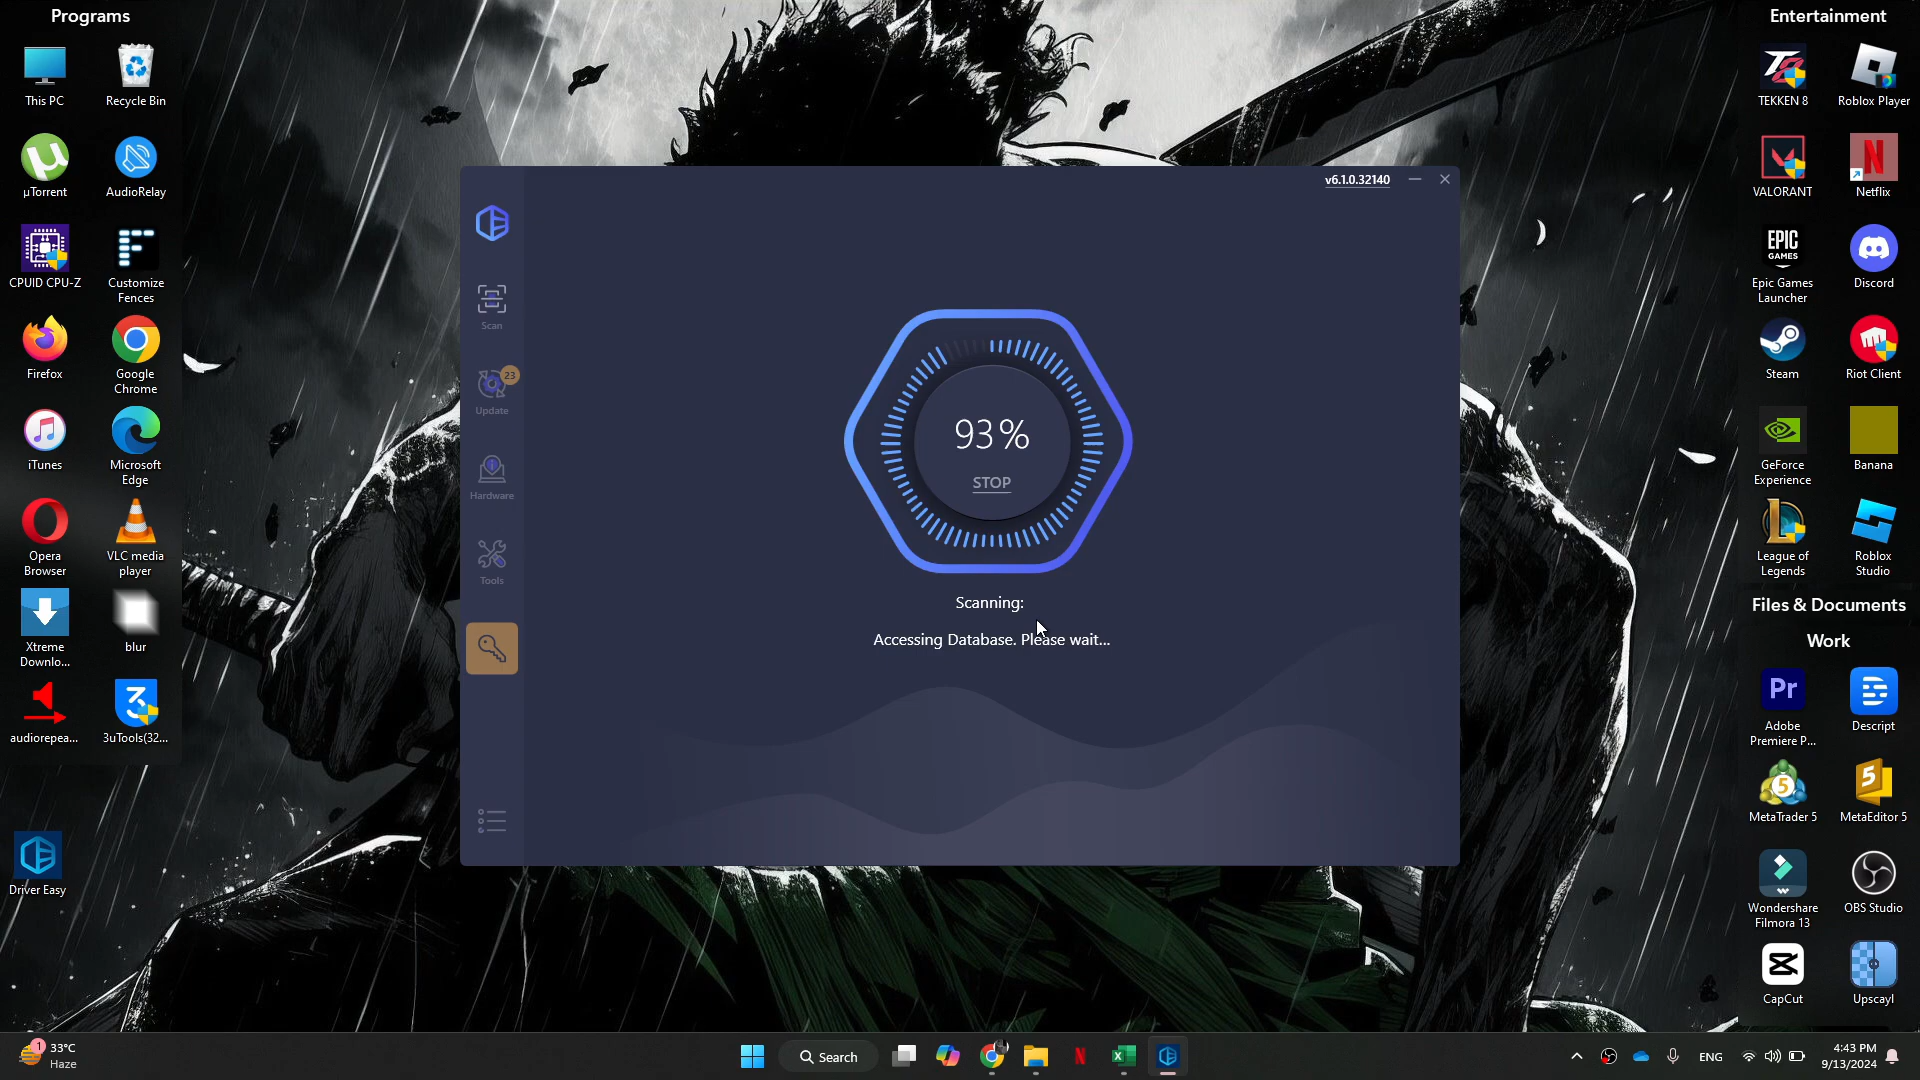 Programs
This PC
Recycle Bin
µTorrent
AudioRelay
CPUID CPU-Z
Customize
Fences
Firefox
Google
Chrome
iTunes
Microsoft
Edge
Opera
Browser
VLC media
player
Xtreme
Downlo...
blur
audiorepea...
3uTools(32...
Driver Easy
v6.1.0.32140
Scan
23
Update
Hardware
Tools
93%
STOP
Scanning:
Accessing Database. Please wait...
Entertainment
TEKKEN 8
Roblox Player
VALORANT
Netflix
EPIC
GAMES
Epic Games
Launcher
Discord
Steam
Riot Client
GeForce
Experience
Banana
League of
Legends
Roblox
Studio
Files & Documents
Work
Pr
Adobe
Premiere P...
Descript
5
MetaTrader 5
5
MetaEditor 5
Wondershare
Filmora 13
OBS Studio
CapCut
Upscayl
1
33°C
Haze
Search
ENG
4:43 PM
9/13/2024